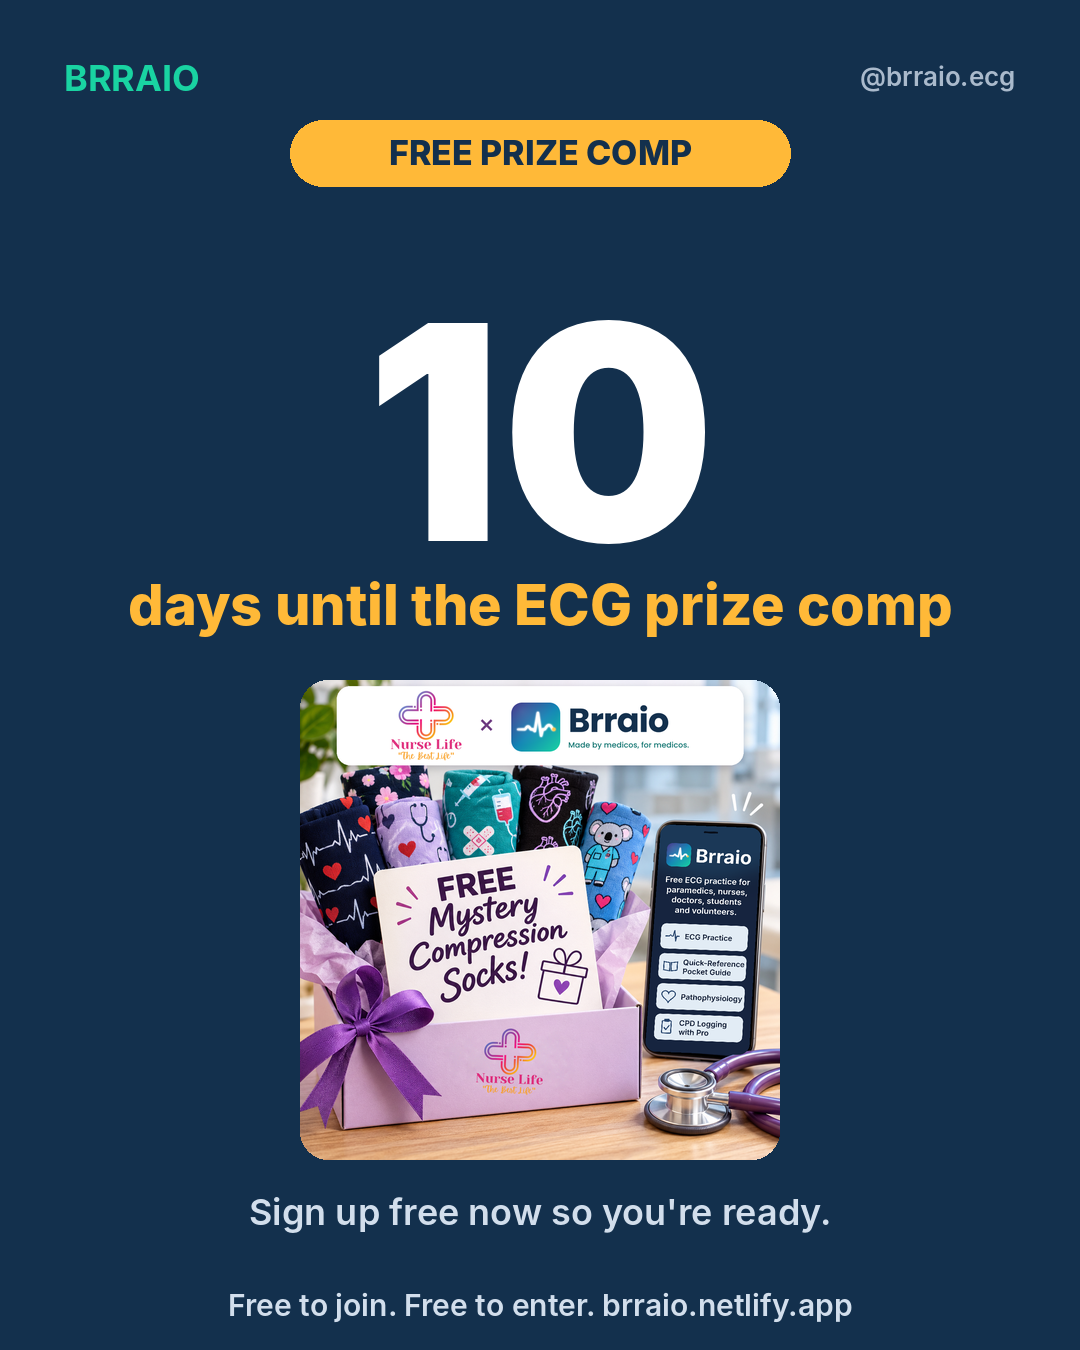 BRRAIO
@brraio.ecg
FREE PRIZE COMP
10
days until the ECG prize comp
Nurse Life
"The Best Life"
×
Brraio
Made by medicos, for medicos.
FREE
Mystery
Compression
Socks!
Brraio
Free ECG practice for
paramedics, nurses,
doctors, students
and volunteers.
ECG Practice
Quick-Reference
Pocket Guide
Pathophysiology
CPD Logging
with Pro
Nurse Life
"The Best Life"
Sign up free now so you're ready.
Free to join. Free to enter. brraio.netlify.app